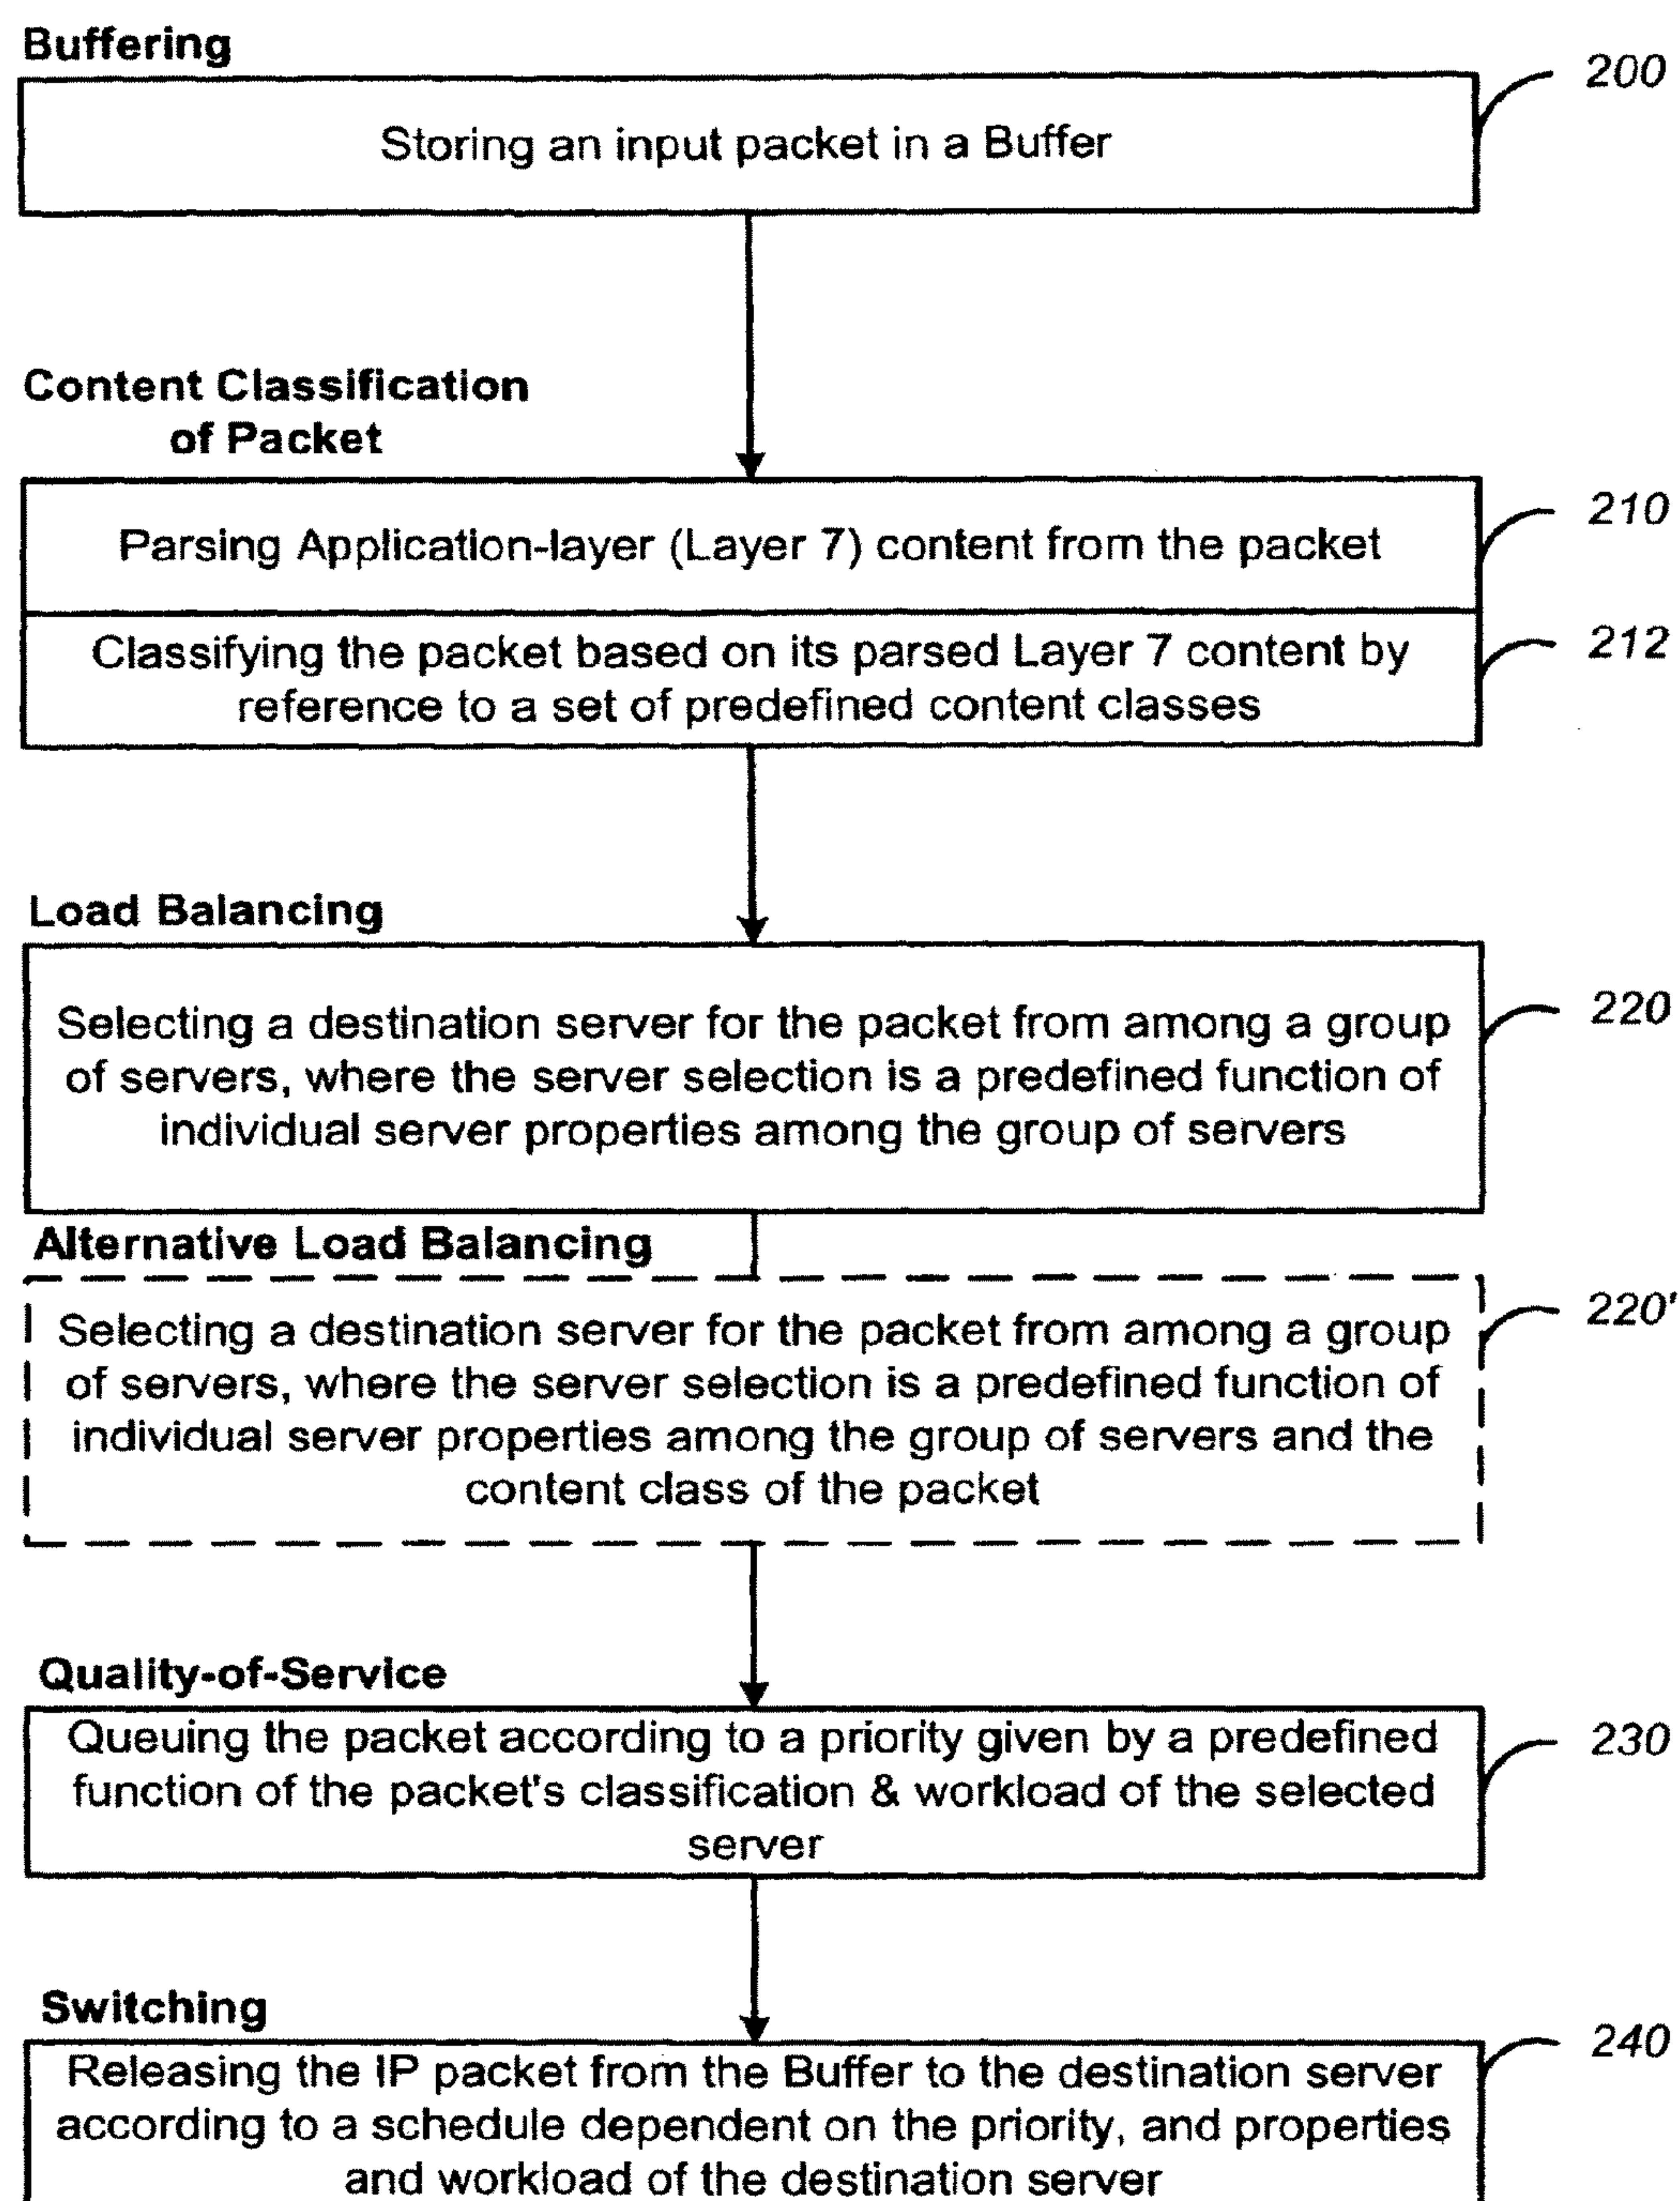 Buffering
200
Storing an input packet in a Buffer
Content Classification
of Packet
210
Parsing Application-layer (Layer 7) content from the packet
212
Classifying the packet based on its parsed Layer 7 content by
reference to a set of predefined content classes
Load Balancing
220
Selecting a destination server for the packet from among a group
of servers, where the server selection is a predefined function of
individual server properties among the group of servers
Alternative Load Balancing
220'
Selecting a destination server for the packet from among a group
of servers, where the server selection is a predefined function of
individual server properties among the group of servers and the
content class of the packet
Quality-of-Service
230
Queuing the packet according to a priority given by a predefined
function of the packet's classification & workload of the selected
server
Switching
240
Releasing the IP packet from the Buffer to the destination server
according to a schedule dependent on the priority, and properties
and workload of the destination server